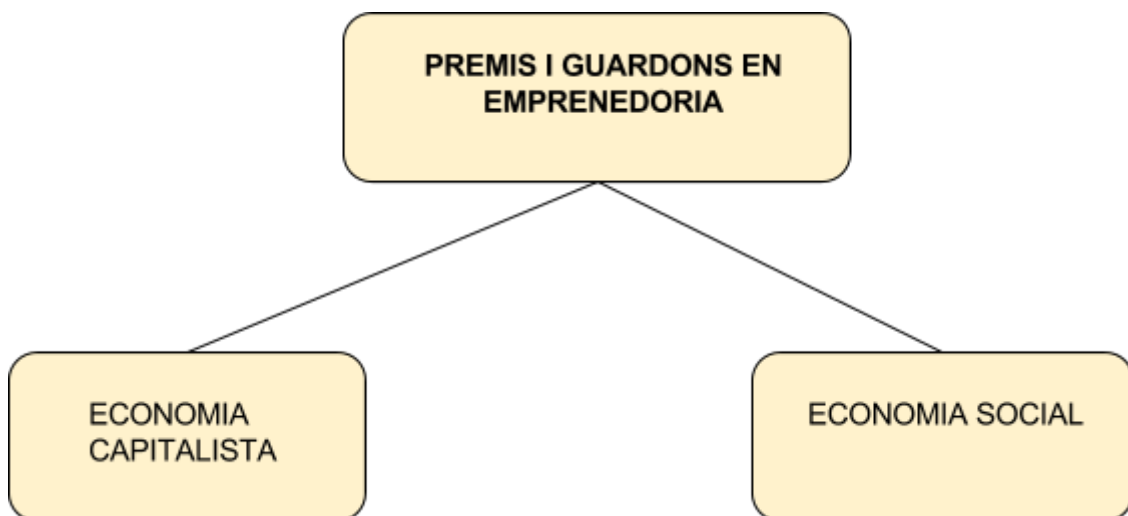 PREMIS I GUARDONS EN
EMPRENEDORIA
ECONOMIA
CAPITALISTA
ECONOMIA SOCIAL